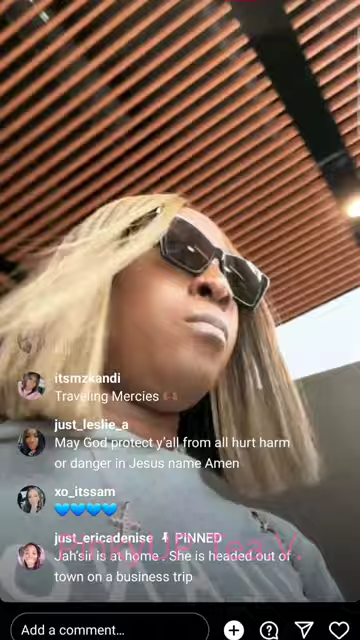 itsmzkandi
Traveling Mercies
just_leslie_a
May God protect y'all from all hurt harm
or danger in Jesus name Amen
xo_itssam
💙💙💙💙
just_ericadenise PINNED
Jah'sir is at home . She is headed out of
town on a business trip
Add a comment...